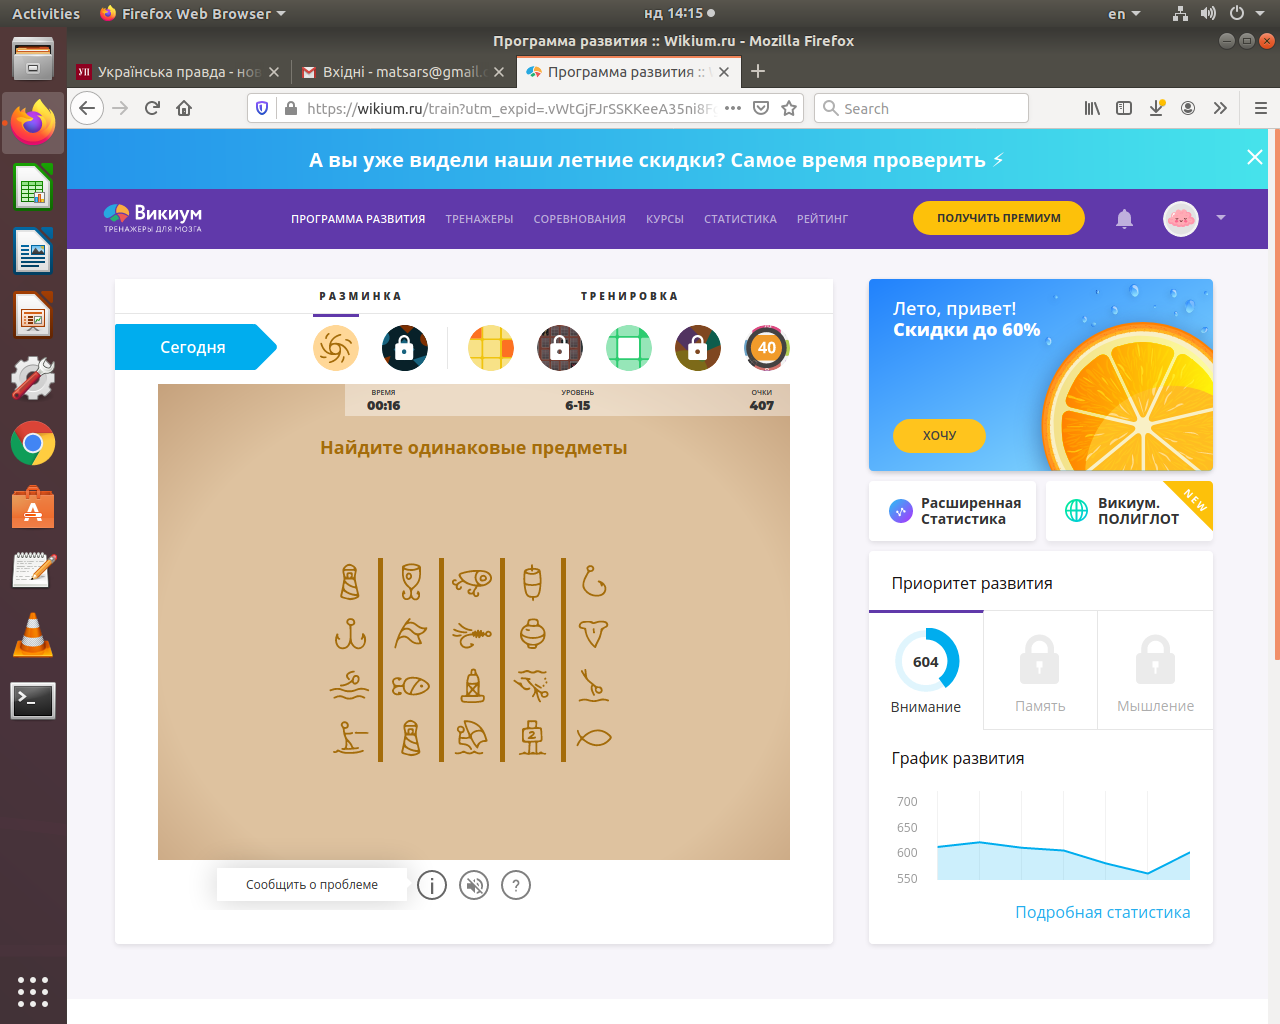 Activities
Firefox Web Browser
нд 14:15
en
Программа развития :: Wikium.ru - Mozilla Firefox
УП
Українська правда - нов
Вхідні - matsars@gmail.c
Программа развития ::
https://wikium.ru/train?utm_expid=.vWtGjFJrSSKKeeA35ni8F
Search
А вы уже видели наши летние скидки? Самое время проверить ⚡
Викиум
ТРЕНАЖЕРЫ ДЛЯ МОЗГА
ПРОГРАММА РАЗВИТИЯ
ТРЕНАЖЕРЫ
СОРЕВНОВАНИЯ
КУРСЫ
СТАТИСТИКА
РЕЙТИНГ
ПОЛУЧИТЬ ПРЕМИУМ
РАЗМИНКА
ТРЕНИРОВКА
Сегодня
40
ВРЕМЯ
00:16
УРОВЕНЬ
6-15
ОЧКИ
407
Найдите одинаковые предметы
2
Сообщить о проблеме
i
?
Лето, привет!
Скидки до 60%
ХОЧУ
Расширенная
Статистика
Викиум.
ПОЛИГЛОТ
NEW
Приоритет развития
604
Внимание
Память
Мышление
График развития
700
650
600
550
Подробная статистика